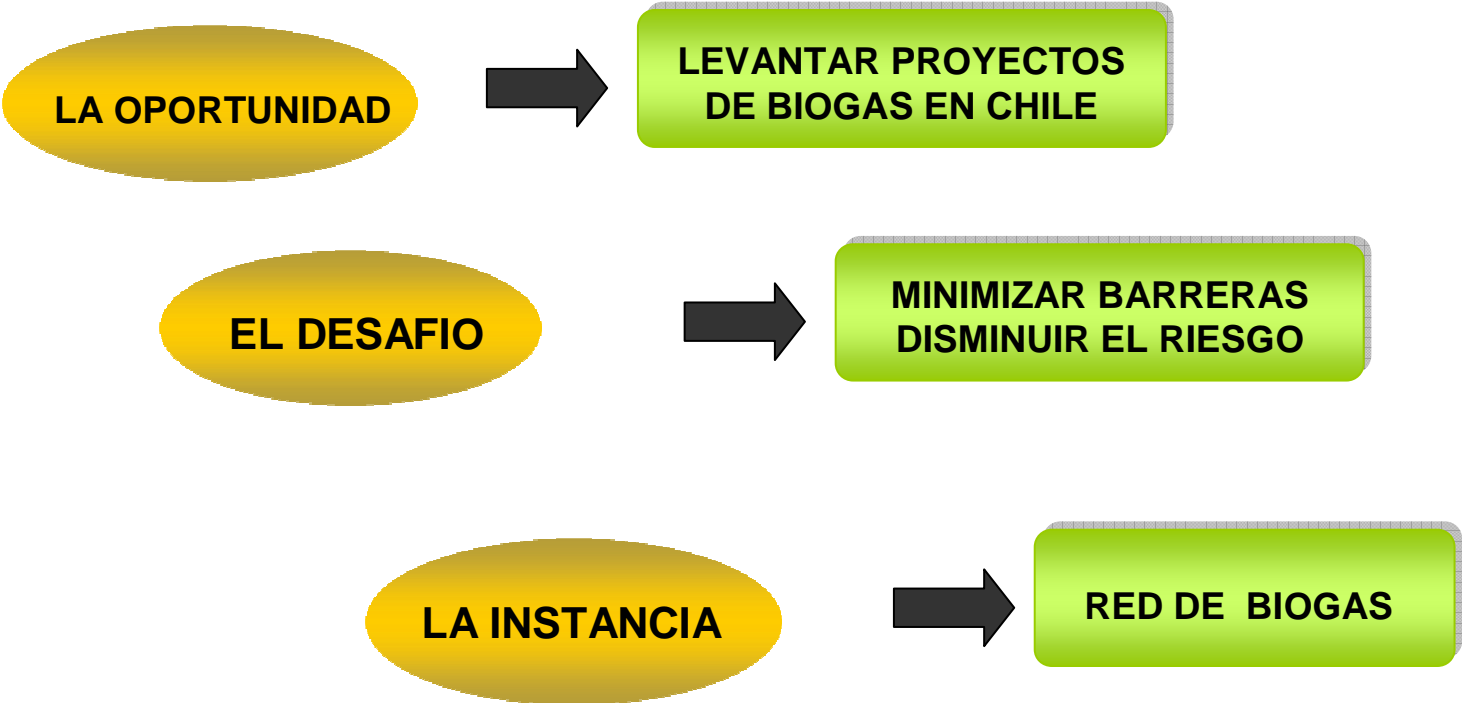 LA OPORTUNIDAD
LEVANTAR PROYECTOS
DE BIOGAS EN CHILE
EL DESAFIO
MINIMIZAR BARRERAS
DISMINUIR EL RIESGO
LA INSTANCIA
RED DE BIOGAS